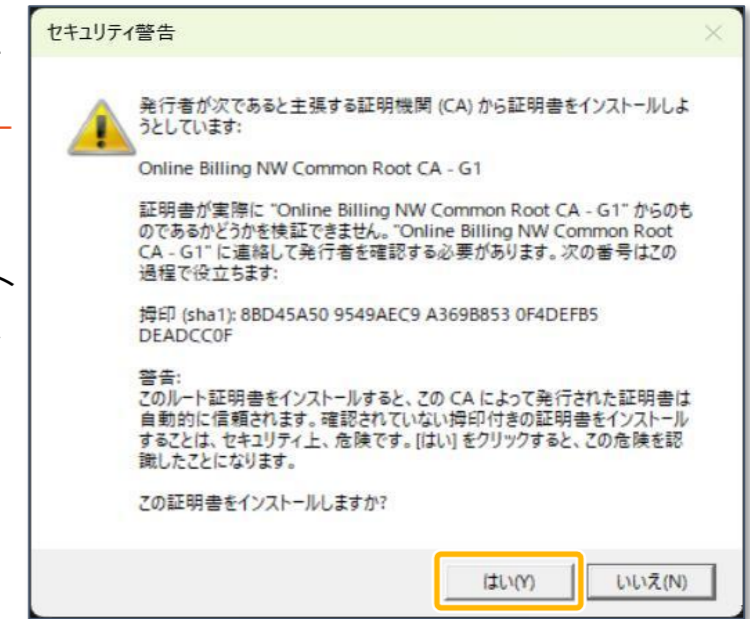 セキュリティ警告
発行者が次であると主張する証明機関 (CA) から証明書をインストールしよ
うとしています:
Online Billing NW Common Root CA - G1
証明書が実際に "Online Billing NW Common Root CA - G1" からのも
のであるかどうかを検証できません。"Online Billing NW Common Root
CA - G1" に連絡して発行者を確認する必要があります。次の番号はこの
過程で役立ちます:
拇印 (sha1): 8BD45A50 9549AEC9 A369B853 0F4DEFB5
DEADCC0F
警告:
このルート証明書をインストールすると、この CA によって発行された証明書は
自動的に信頼されます。確認されていない拇印付きの証明書をインストール
することは、セキュリティ上、危険です。[はい] をクリックすると、この危険を認
識したことになります。
この証明書をインストールしますか?
はい(Y)
いいえ(N)